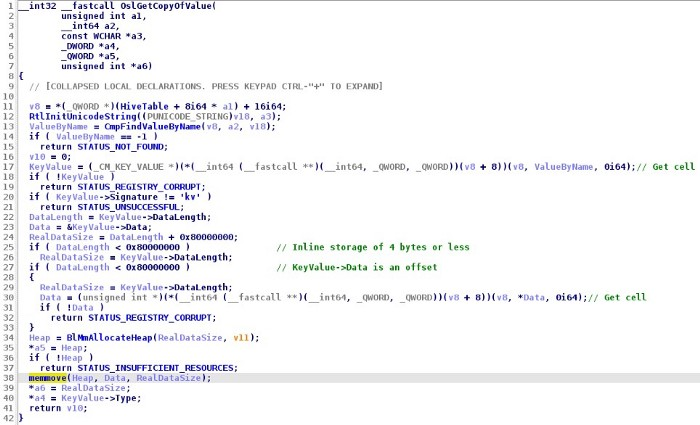 1 __int32 __fastcall OslGetCopyOfValue(
2 unsigned int a1,
3 __int64 a2,
4 const WCHAR *a3,
5 _DWORD *a4,
6 _QWORD *a5,
7 unsigned int *a6)
8 {
9 // [COLLAPSED LOCAL DECLARATIONS. PRESS KEYPAD CTRL-"+" TO EXPAND]
10
11 v8 = *(_QWORD *)(HiveTable + 8i64 * a1) + 16i64;
12 RtlInitUnicodeString((PUNICODE_STRING)v18, a3);
13 ValueByName = CmpFindValueByName(v8, a2, v18);
14 if ( ValueByName == -1 )
15 return STATUS_NOT_FOUND;
16 v10 = 0;
17 KeyValue = (_CM_KEY_VALUE *)(*(__int64 (__fastcall **)(__int64, _QWORD, _QWORD))(v8 + 8))(v8, ValueByName, 0i64);// Get cell
18 if ( !KeyValue )
19 return STATUS_REGISTRY_CORRUPT;
20 if ( KeyValue->Signature != 'kv' )
21 return STATUS_UNSUCCESSFUL;
22 DataLength = KeyValue->DataLength;
23 Data = &KeyValue->Data;
24 RealDataSize = DataLength + 0x80000000;
25 if ( DataLength < 0x80000000 ) // Inline storage of 4 bytes or less
26 RealDataSize = KeyValue->DataLength;
27 if ( DataLength < 0x80000000 ) // KeyValue->Data is an offset
28 {
29 RealDataSize = KeyValue->DataLength;
30 Data = (unsigned int *)(*(__int64 (__fastcall **)(__int64, _QWORD, _QWORD))(v8 + 8))(v8, *Data, 0i64);// Get cell
31 if ( !Data )
32 return STATUS_REGISTRY_CORRUPT;
33 }
34 Heap = BlMmAllocateHeap(RealDataSize, v11);
35 *a5 = Heap;
36 if ( !Heap )
37 return STATUS_INSUFFICIENT_RESOURCES;
38 memmove(Heap, Data, RealDataSize);
39 *a6 = RealDataSize;
40 *a4 = KeyValue->Type;
41 return v10;
42 }